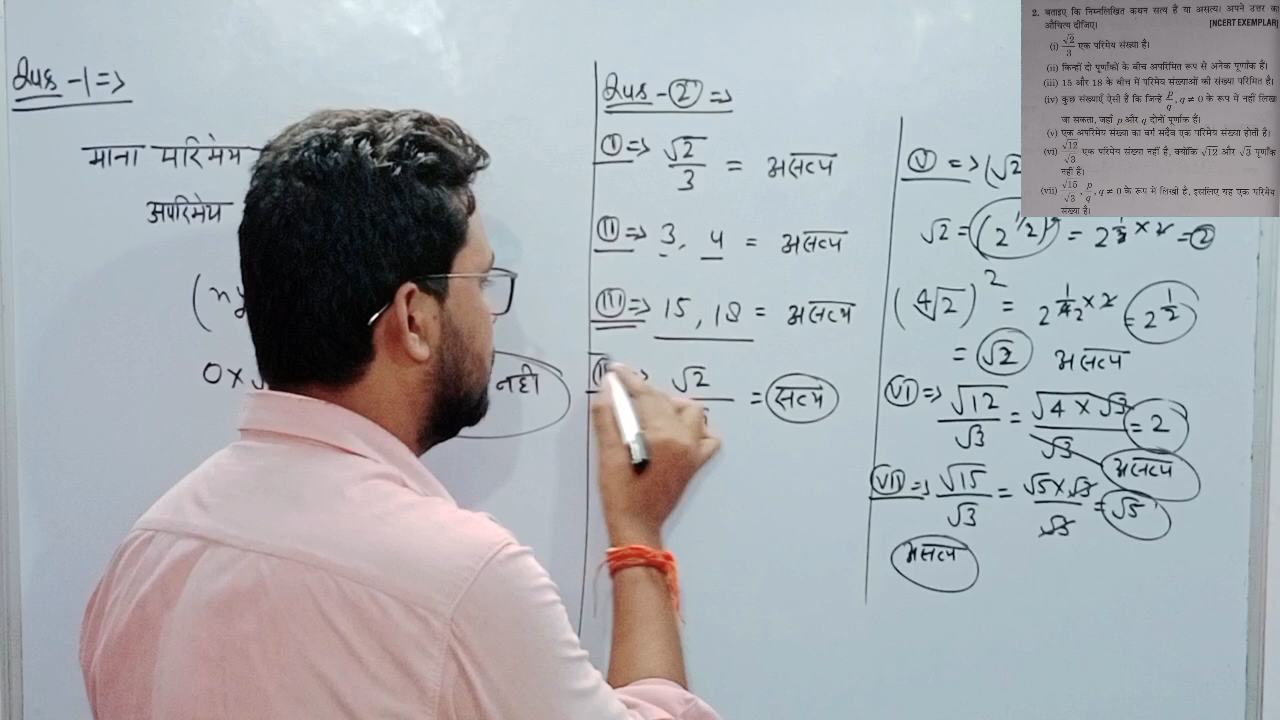 Ques -1 =>
माना परिमेय
अपरिमेय
(xy
0 x √
नही
Ques - ② =>
Ⓘ => √2/3 = असत्य
ⓘⓘ => 3, 4 = असत्य
ⓘⓘⓘ => 15, 18 = असत्य
=> √2 = सत्य
Ⓥ => (√2
√2 = (2^1/2)² = 2^1/2 × 2 = ②
(∜2)² = 2^1/4 × 2 = 2^1/2
= √2 असत्य
ⓥⓘ => √12/√3 = √4 × √3/√3 = 2
असत्य
ⓥⓘⓘ => √15/√3 = √5 × √3/√3 = √5
असत्य
2. बताइए कि निम्नलिखित कथन सत्य है या असत्य। अपने उत्तर का
औचित्य दीजिए। [NCERT EXEMPLAR]
(i) √2/3 एक परिमेय संख्या है।
(ii) किन्हीं दो पूर्णांकों के बीच अपरिमित रूप से अनेक पूर्णांक हैं।
(iii) 15 और 18 के बीच में परिमेय संख्याओं की संख्या परिमित है।
(iv) कुछ संख्याएँ ऐसी हैं कि जिन्हें p/q, q ≠ 0 के रूप में नहीं लिखा
जा सकता, जहाँ p और q दोनों पूर्णांक हैं।
(v) एक अपरिमेय संख्या का वर्ग सदैव एक परिमेय संख्या होती है।
(vi) √12/√3 एक परिमेय संख्या नहीं है, क्योंकि √12 और √3 पूर्णांक
नहीं हैं।
(vii) √15/√3, p/q, q ≠ 0 के रूप में लिखी है, इसलिए यह एक परिमेय
संख्या है।